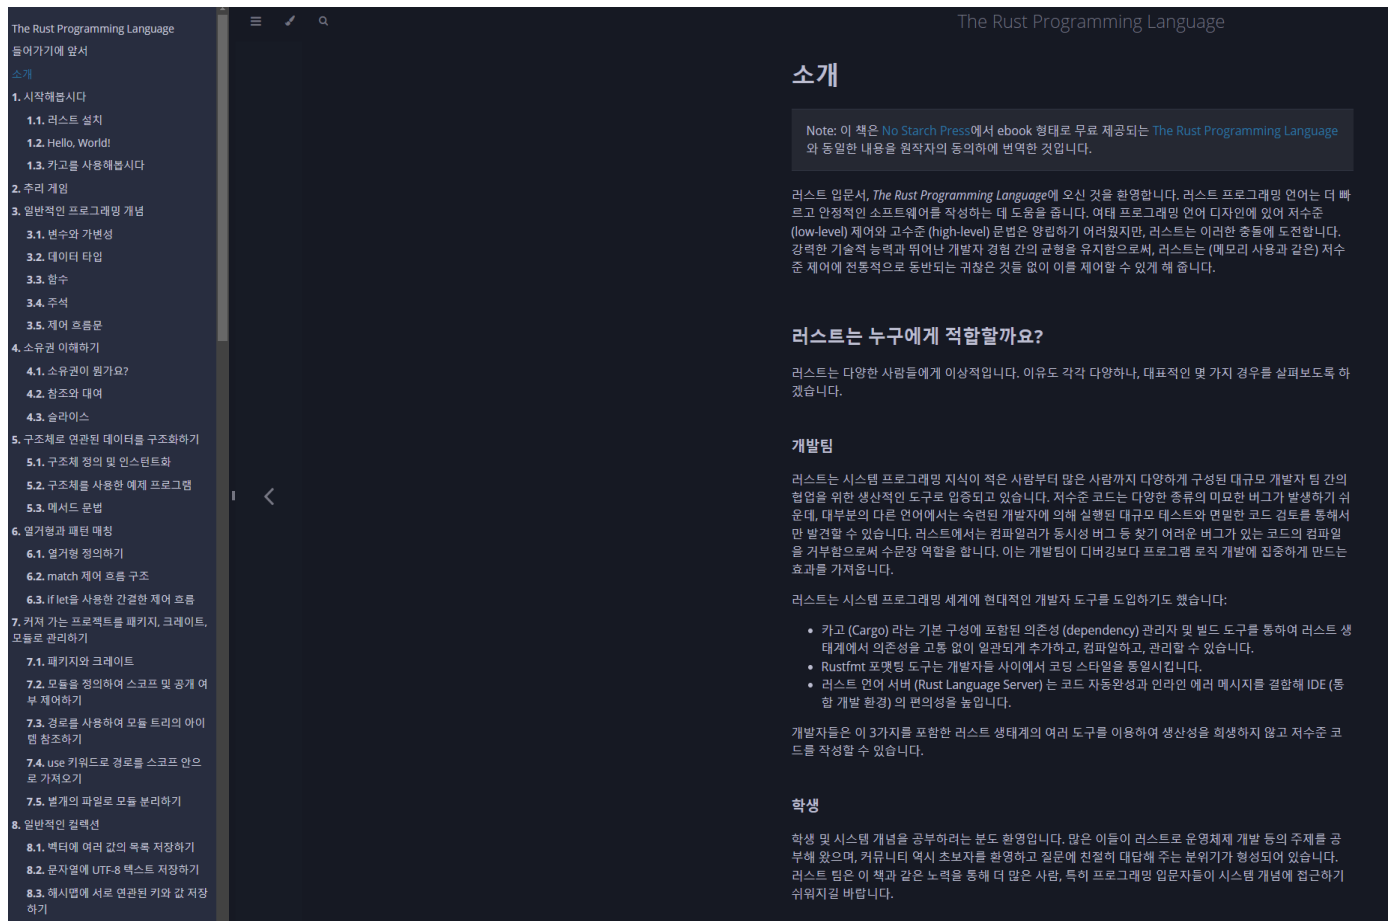 The Rust Programming Language
들어가기에 앞서
소개
1. 시작해봅시다
1.1. 러스트 설치
1.2. Hello, World!
1.3. 카고를 사용해봅시다
2. 추리 게임
3. 일반적인 프로그래밍 개념
3.1. 변수와 가변성
3.2. 데이터 타입
3.3. 함수
3.4. 주석
3.5. 제어 흐름문
4. 소유권 이해하기
4.1. 소유권이 뭔가요?
4.2. 참조와 대여
4.3. 슬라이스
5. 구조체로 연관된 데이터를 구조화하기
5.1. 구조체 정의 및 인스턴트화
5.2. 구조체를 사용한 예제 프로그램
5.3. 메서드 문법
6. 열거형과 패턴 매칭
6.1. 열거형 정의하기
6.2. match 제어 흐름 구조
6.3. if let을 사용한 간결한 제어 흐름
7. 커져 가는 프로젝트를 패키지, 크레이트,
모듈로 관리하기
7.1. 패키지와 크레이트
7.2. 모듈을 정의하여 스코프 및 공개 여
부 제어하기
7.3. 경로를 사용하여 모듈 트리의 아이
템 참조하기
7.4. use 키워드로 경로를 스코프 안으
로 가져오기
7.5. 별개의 파일로 모듈 분리하기
8. 일반적인 컬렉션
8.1. 벡터에 여러 값의 목록 저장하기
8.2. 문자열에 UTF-8 텍스트 저장하기
8.3. 해시맵에 서로 연관된 키와 값 저장
하기
The Rust Programming Language
소개
Note: 이 책은 No Starch Press에서 ebook 형태로 무료 제공되는 The Rust Programming Language
와 동일한 내용을 원작자의 동의하에 번역한 것입니다.
러스트 입문서, The Rust Programming Language에 오신 것을 환영합니다. 러스트 프로그래밍 언어는 더 빠
르고 안정적인 소프트웨어를 작성하는 데 도움을 줍니다. 여태 프로그래밍 언어 디자인에 있어 저수준
(low-level) 제어와 고수준 (high-level) 문법은 양립하기 어려웠지만, 러스트는 이러한 충돌에 도전합니다.
강력한 기술적 능력과 뛰어난 개발자 경험 간의 균형을 유지함으로써, 러스트는 (메모리 사용과 같은) 저수
준 제어에 전통적으로 동반되는 귀찮은 것들 없이 이를 제어할 수 있게 해 줍니다.
러스트는 누구에게 적합할까요?
러스트는 다양한 사람들에게 이상적입니다. 이유도 각각 다양하나, 대표적인 몇 가지 경우를 살펴보도록 하
겠습니다.
개발팀
러스트는 시스템 프로그래밍 지식이 적은 사람부터 많은 사람까지 다양하게 구성된 대규모 개발자 팀 간의
협업을 위한 생산적인 도구로 입증되고 있습니다. 저수준 코드는 다양한 종류의 미묘한 버그가 발생하기 쉬
운데, 대부분의 다른 언어에서는 숙련된 개발자에 의해 실행된 대규모 테스트와 면밀한 코드 검토를 통해서
만 발견할 수 있습니다. 러스트에서는 컴파일러가 동시성 버그 등 찾기 어려운 버그가 있는 코드의 컴파일
을 거부함으로써 수문장 역할을 합니다. 이는 개발팀이 디버깅보다 프로그램 로직 개발에 집중하게 만드는
효과를 가져옵니다.
러스트는 시스템 프로그래밍 세계에 현대적인 개발자 도구를 도입하기도 했습니다:
• 카고 (Cargo) 라는 기본 구성에 포함된 의존성 (dependency) 관리자 및 빌드 도구를 통하여 러스트 생
태계에서 의존성을 고통 없이 일관되게 추가하고, 컴파일하고, 관리할 수 있습니다.
• Rustfmt 포맷팅 도구는 개발자들 사이에서 코딩 스타일을 통일시킵니다.
• 러스트 언어 서버 (Rust Language Server) 는 코드 자동완성과 인라인 에러 메시지를 결합해 IDE (통
합 개발 환경) 의 편의성을 높입니다.
개발자들은 이 3가지를 포함한 러스트 생태계의 여러 도구를 이용하여 생산성을 희생하지 않고 저수준 코
드를 작성할 수 있습니다.
학생
학생 및 시스템 개념을 공부하려는 분도 환영입니다. 많은 이들이 러스트로 운영체제 개발 등의 주제를 공
부해 왔으며, 커뮤니티 역시 초보자를 환영하고 질문에 친절히 대답해 주는 분위기가 형성되어 있습니다.
러스트 팀은 이 책과 같은 노력을 통해 더 많은 사람, 특히 프로그래밍 입문자들이 시스템 개념에 접근하기
쉬워지길 바랍니다.